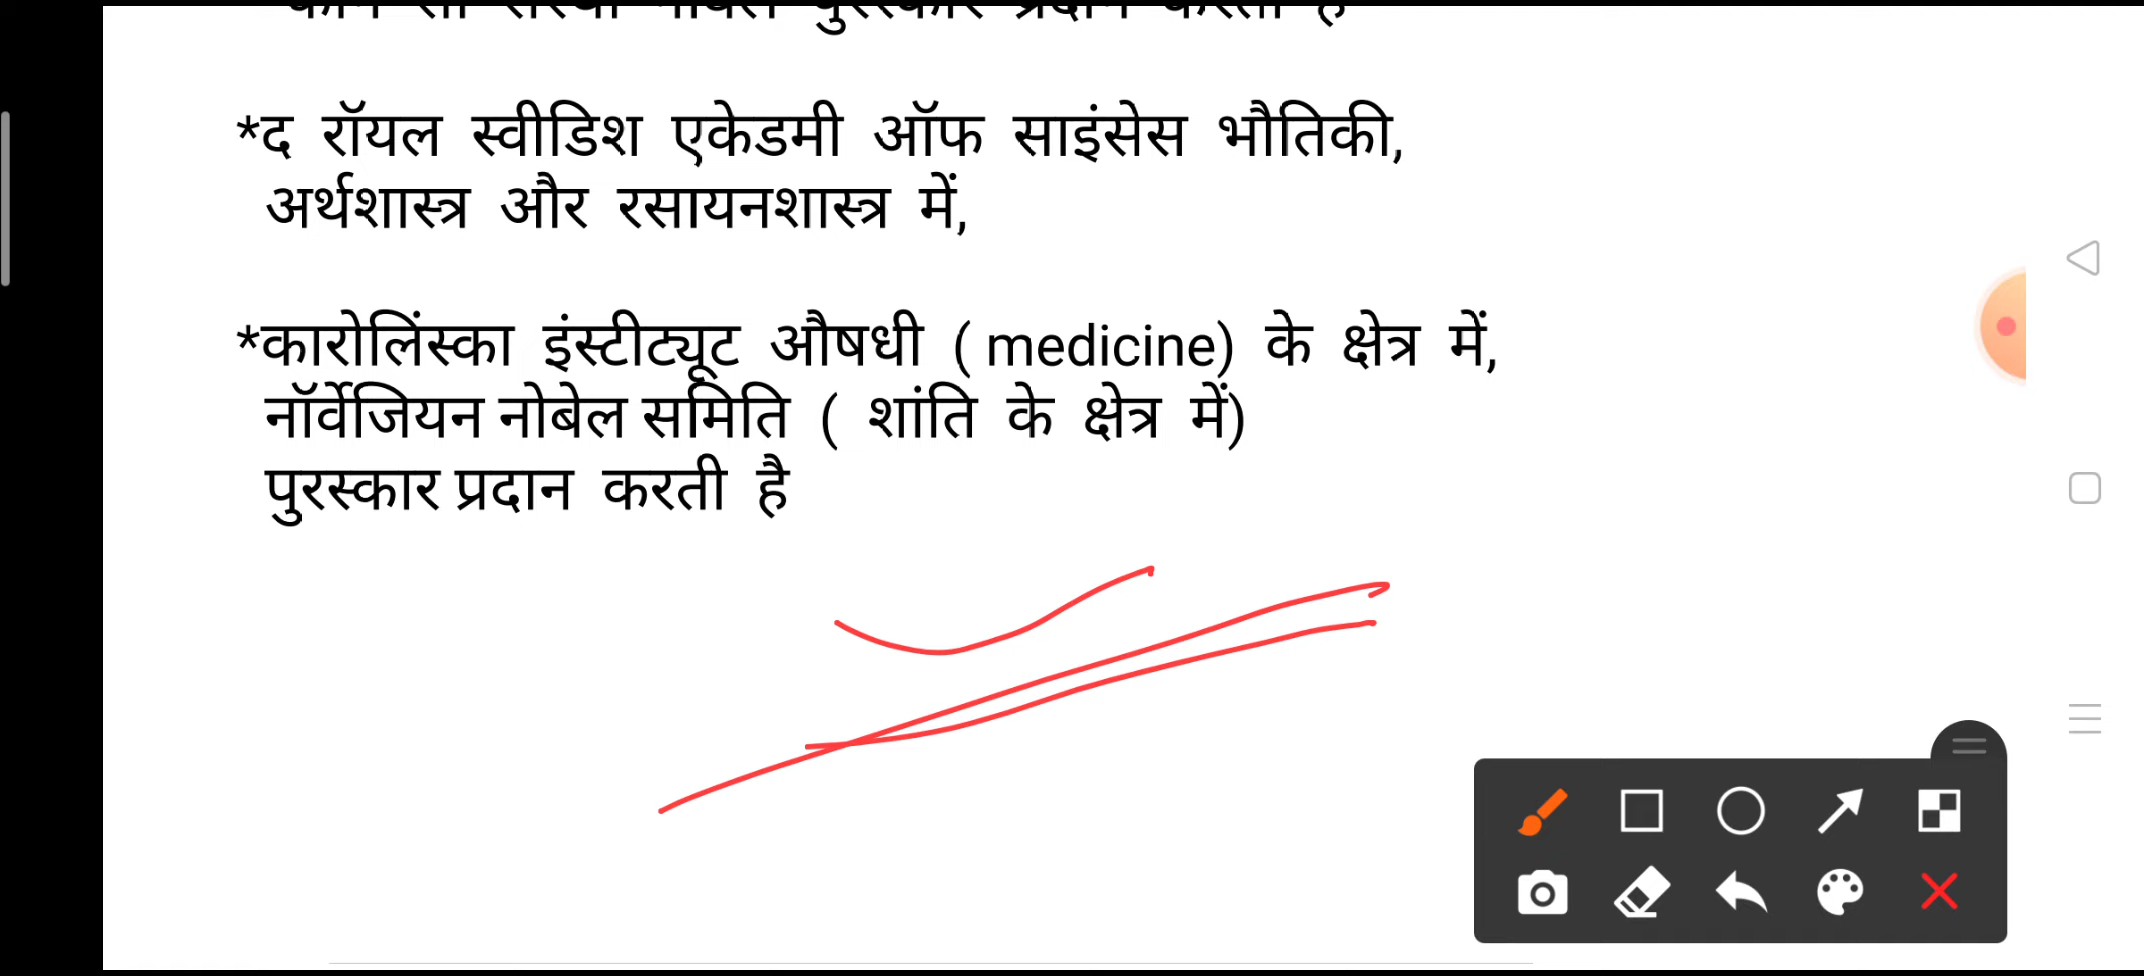 *द रॉयल स्वीडिश एकेडमी ऑफ साइंसेस भौतिकी,
अर्थशास्त्र और रसायनशास्त्र में,
*कारोलिंस्का इंस्टीट्यूट औषधी ( medicine) के क्षेत्र में,
नॉर्वेजियन नोबेल समिति ( शांति के क्षेत्र में)
पुरस्कार प्रदान करती है